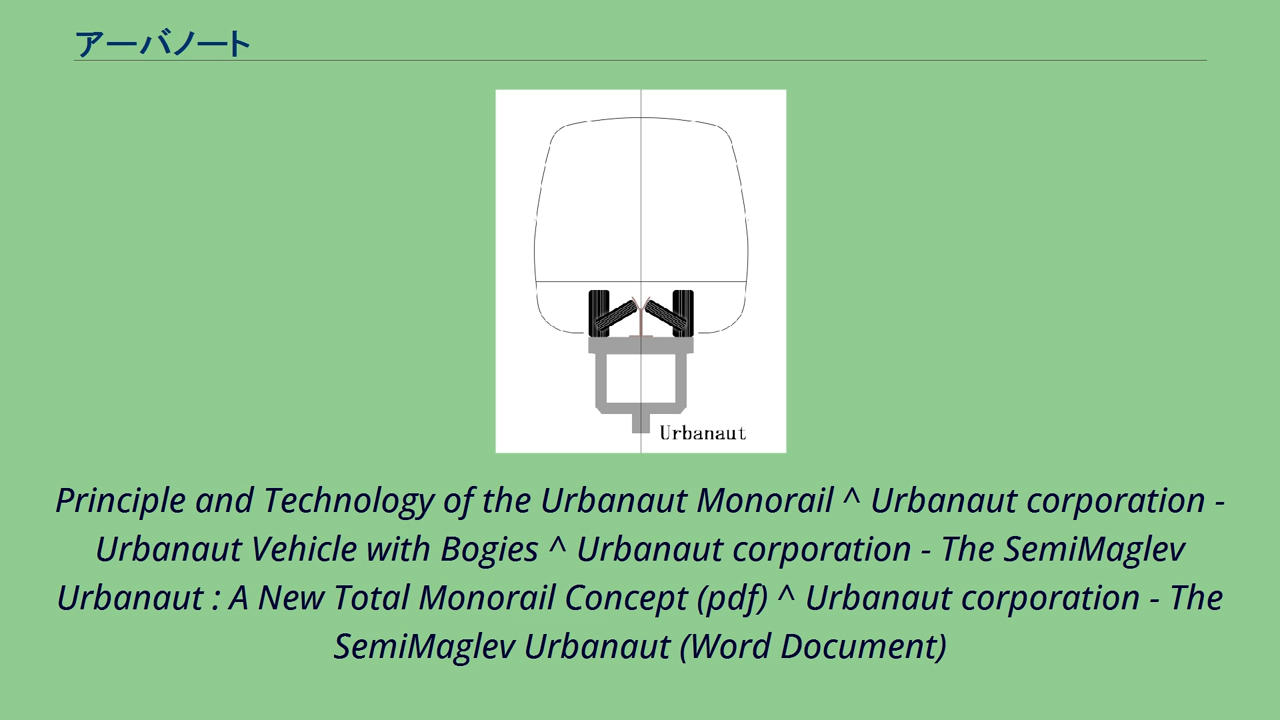 アーバノート
Urbanaut
Principle and Technology of the Urbanaut Monorail ^ Urbanaut corporation -
Urbanaut Vehicle with Bogies ^ Urbanaut corporation - The SemiMaglev
Urbanaut : A New Total Monorail Concept (pdf) ^ Urbanaut corporation - The
SemiMaglev Urbanaut (Word Document)